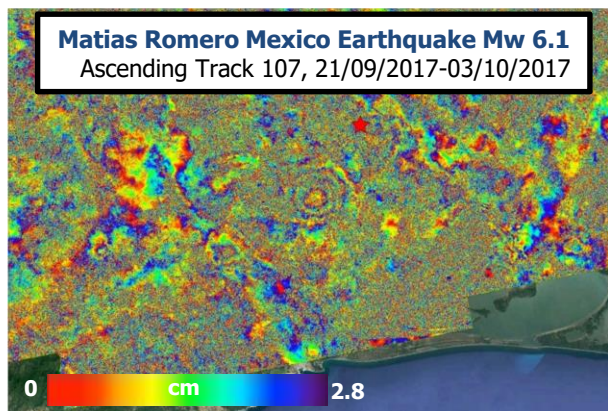 Matias Romero Mexico Earthquake Mw 6.1
Ascending Track 107, 21/09/2017-03/10/2017
0 cm 2.8